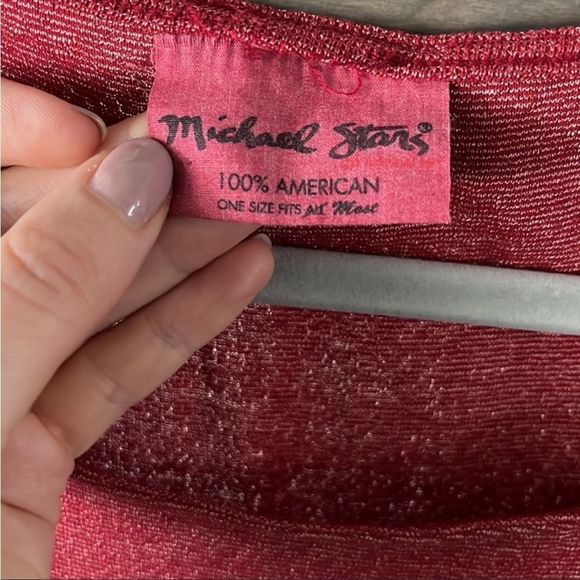 Michael Stars®
100% AMERICAN
ONE SIZE FITS All Most